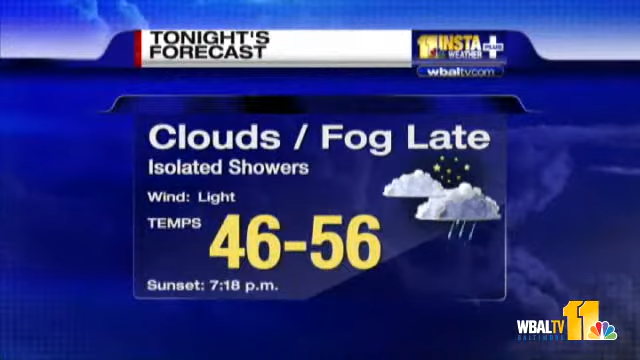 TONIGHT'S
FORECAST
11 INSTA PLUS
WEATHER
wbaltv.com
Clouds / Fog Late
Isolated Showers
Wind: Light
TEMPS 46-56
Sunset: 7:18 p.m.
WBALTV 11
BALTIMORE